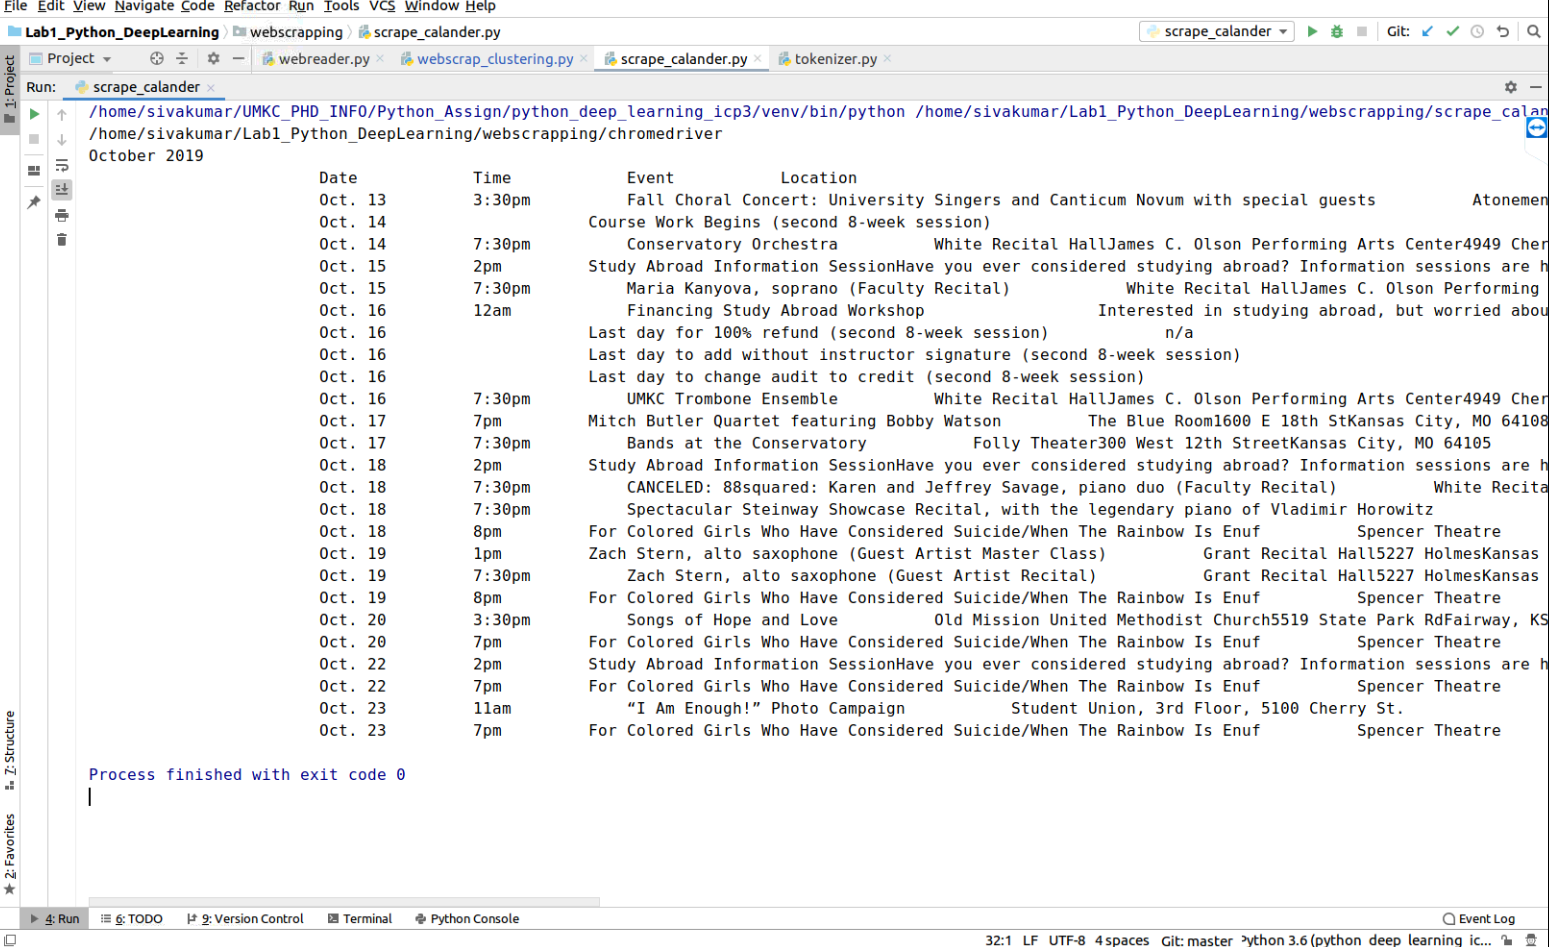 File Edit View Navigate Code Refactor Run Tools VCS Window Help
Lab1_Python_DeepLearning webscrapping scrape_calander.py scrape_calander Git:
Project webreader.py webscrap_clustering.py scrape_calander.py tokenizer.py
1: Project
Run: scrape_calander
/home/sivakumar/UMKC_PHD_INFO/Python_Assign/python_deep_learning_icp3/venv/bin/python /home/sivakumar/Lab1_Python_DeepLearning/webscrapping/scrape_calan
/home/sivakumar/Lab1_Python_DeepLearning/webscrapping/chromedriver
October 2019
Date Time Event Location
Oct. 13 3:30pm Fall Choral Concert: University Singers and Canticum Novum with special guests Atonemen
Oct. 14 Course Work Begins (second 8-week session)
Oct. 14 7:30pm Conservatory Orchestra White Recital HallJames C. Olson Performing Arts Center4949 Cher
Oct. 15 2pm Study Abroad Information SessionHave you ever considered studying abroad? Information sessions are h
Oct. 15 7:30pm Maria Kanyova, soprano (Faculty Recital) White Recital HallJames C. Olson Performing
Oct. 16 12am Financing Study Abroad Workshop Interested in studying abroad, but worried abou
Oct. 16 Last day for 100% refund (second 8-week session) n/a
Oct. 16 Last day to add without instructor signature (second 8-week session)
Oct. 16 Last day to change audit to credit (second 8-week session)
Oct. 16 7:30pm UMKC Trombone Ensemble White Recital HallJames C. Olson Performing Arts Center4949 Cher
Oct. 17 7pm Mitch Butler Quartet featuring Bobby Watson The Blue Room1600 E 18th StKansas City, MO 64108
Oct. 17 7:30pm Bands at the Conservatory Folly Theater300 West 12th StreetKansas City, MO 64105
Oct. 18 2pm Study Abroad Information SessionHave you ever considered studying abroad? Information sessions are h
Oct. 18 7:30pm CANCELED: 88squared: Karen and Jeffrey Savage, piano duo (Faculty Recital) White Recita
Oct. 18 7:30pm Spectacular Steinway Showcase Recital, with the legendary piano of Vladimir Horowitz
Oct. 18 8pm For Colored Girls Who Have Considered Suicide/When The Rainbow Is Enuf Spencer Theatre
Oct. 19 1pm Zach Stern, alto saxophone (Guest Artist Master Class) Grant Recital Hall5227 HolmesKansas
Oct. 19 7:30pm Zach Stern, alto saxophone (Guest Artist Recital) Grant Recital Hall5227 HolmesKansas
Oct. 19 8pm For Colored Girls Who Have Considered Suicide/When The Rainbow Is Enuf Spencer Theatre
Oct. 20 3:30pm Songs of Hope and Love Old Mission United Methodist Church5519 State Park RdFairway, KS
Oct. 20 7pm For Colored Girls Who Have Considered Suicide/When The Rainbow Is Enuf Spencer Theatre
Oct. 22 2pm Study Abroad Information SessionHave you ever considered studying abroad? Information sessions are h
Oct. 22 7pm For Colored Girls Who Have Considered Suicide/When The Rainbow Is Enuf Spencer Theatre
Oct. 23 11am “I Am Enough!” Photo Campaign Student Union, 3rd Floor, 5100 Cherry St.
Oct. 23 7pm For Colored Girls Who Have Considered Suicide/When The Rainbow Is Enuf Spencer Theatre
Process finished with exit code 0
7: Structure
2: Favorites
4: Run 6: TODO 9: Version Control Terminal Python Console Event Log
32:1 LF UTF-8 4 spaces Git: master Python 3.6 (python_deep_learning_ic...